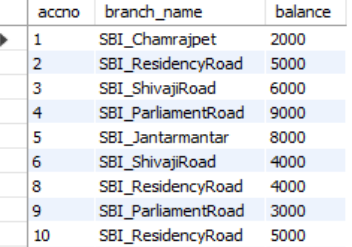 accno branch_name balance
1 SBI_Chamrajpet 2000
2 SBI_ResidencyRoad 5000
3 SBI_ShivajiRoad 6000
4 SBI_ParliamentRoad 9000
5 SBI_Jantarmantar 8000
6 SBI_ShivajiRoad 4000
8 SBI_ResidencyRoad 4000
9 SBI_ParliamentRoad 3000
10 SBI_ResidencyRoad 5000